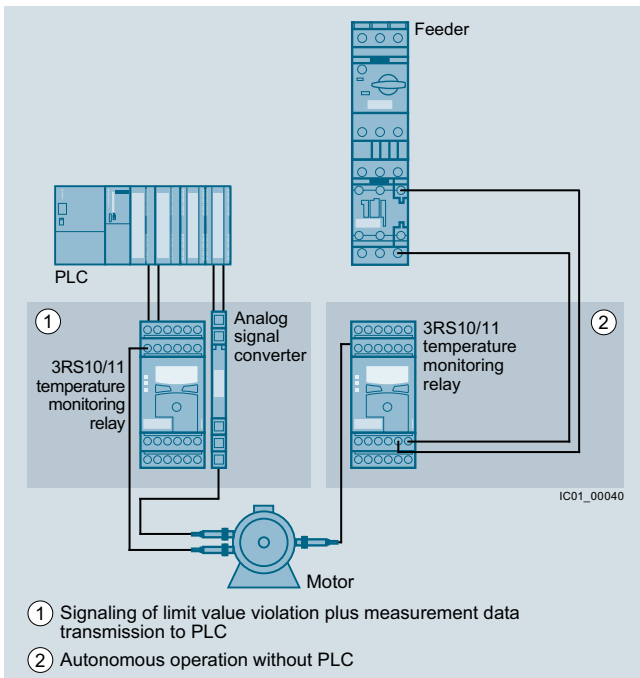 Feeder
PLC
1
Analog
signal
converter
3RS10/11
temperature
monitoring
relay
3RS10/11
temperature
monitoring
relay
2
IC01_00040
Motor
1 Signaling of limit value violation plus measurement data
transmission to PLC
2 Autonomous operation without PLC